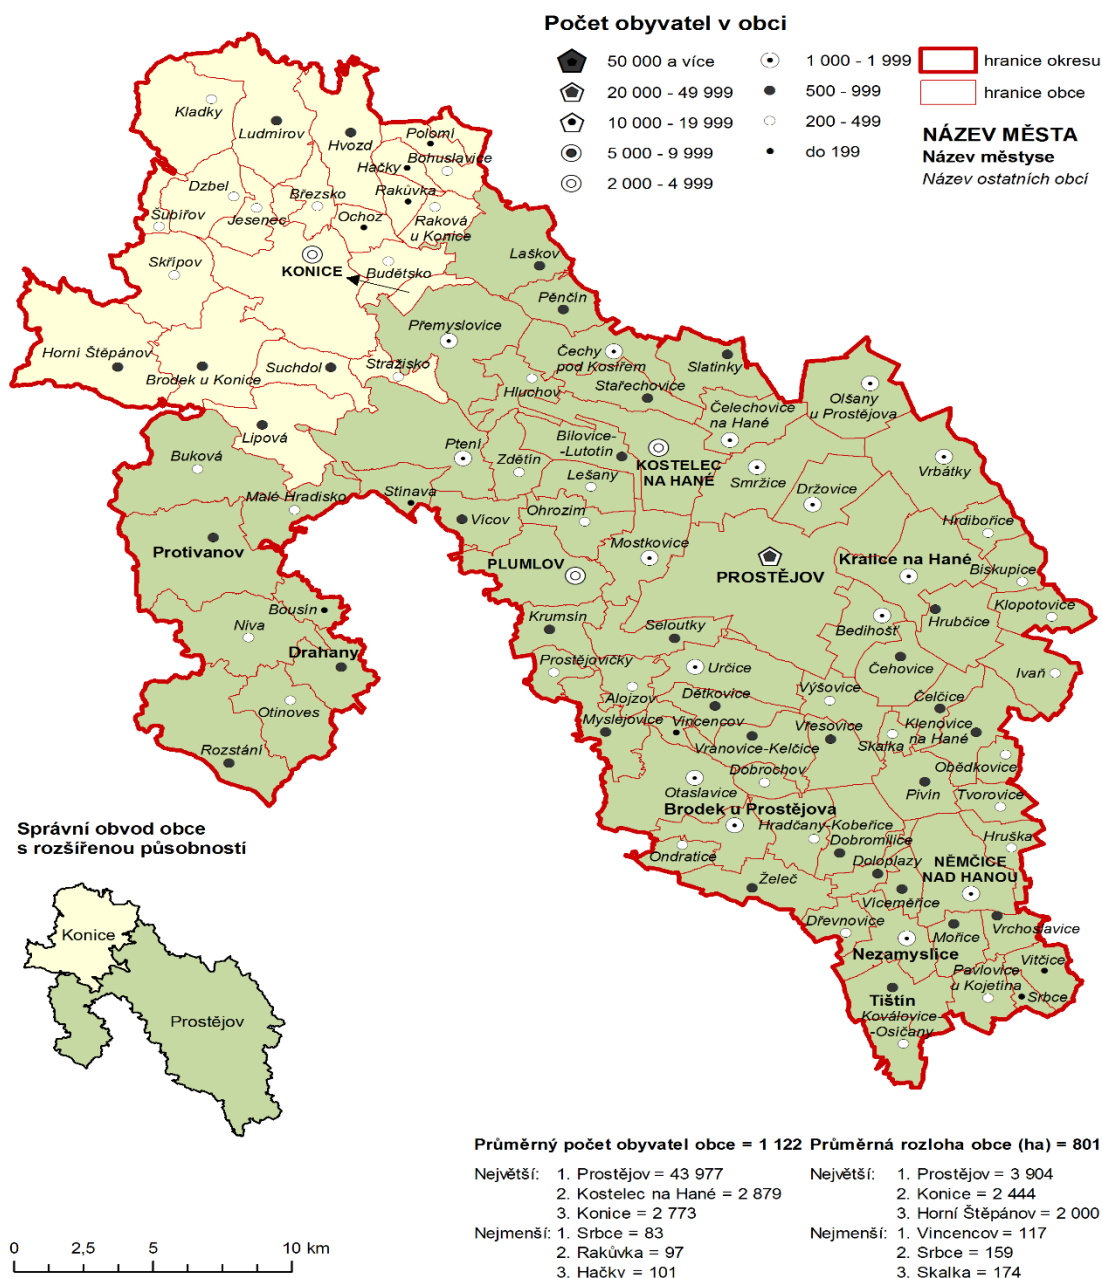 Počet obyvatel v obci
50 000 a více
20 000 - 49 999
10 000 - 19 999
5 000 - 9 999
2 000 - 4 999
1 000 - 1 999
500 - 999
200 - 499
do 199
hranice okresu
hranice obce
NÁZEV MĚSTA
Název městyse
Název ostatních obcí
Kladky
Ludmírov
Hvozd
Polomí
Bohuslavice
Hačky
Dzbel
Březsko
Rakůvka
Šubířov
Jesenec
Ochoz
Raková
u Konice
Skřípov
KONICE
Budětsko
Laškov
Pěnčín
Přemyslovice
Horní Štěpánov
Brodek u Konice
Suchdol
Stražisko
Čechy
pod Kosířem
Slatinky
Hluchov
Stařechovice
Olšany
u Prostějova
Čelechovice
na Hané
Lipová
Buková
Ptení
Zdětín
Bílovice-
-Lutotín
KOSTELEC
NA HANÉ
Smržice
Vrbátky
Lešany
Držovice
Malé Hradisko
Stínava
Vícov
Ohrozim
Hrdibořice
Protivanov
Mostkovice
PLUMLOV
PROSTĚJOV
Kralice na Hané
Biskupice
Bousín
Klopotovice
Niva
Krumsín
Seloutky
Bedihošť
Hrubčice
Drahany
Prostějovičky
Určice
Čehovice
Ivaň
Otinoves
Alojzov
Dětkovice
Výšovice
Čelčice
Myslejovice
Vincencov
Vřesovice
Klenovice
na Hané
Rozstání
Vranovice-Kelčice
Skalka
Obědkovice
Dobrochov
Otaslavice
Pivín
Tvorovice
Brodek u Prostějova
Hradčany-Kobeřice
Dobromilice
Hruška
Ondratice
Doloplazy
NĚMČICE
NAD HANOU
Želeč
Víceměřice
Dřevnovice
Mořice
Vrchoslavice
Nezamyslice
Vitčice
Pavlovice
u Kojetína
Tištín
Srbce
Koválovice-
-Osíčany
Správní obvod obce
s rozšířenou působností
Konice
Prostějov
0 2,5 5 10 km
Průměrný počet obyvatel obce = 1 122
Největší: 1. Prostějov = 43 977
2. Kostelec na Hané = 2 879
3. Konice = 2 773
Nejmenší: 1. Srbce = 83
2. Rakůvka = 97
3. Hačky = 101
Průměrná rozloha obce (ha) = 801
Největší: 1. Prostějov = 3 904
2. Konice = 2 444
3. Horní Štěpánov = 2 000
Nejmenší: 1. Vincencov = 117
2. Srbce = 159
3. Skalka = 174